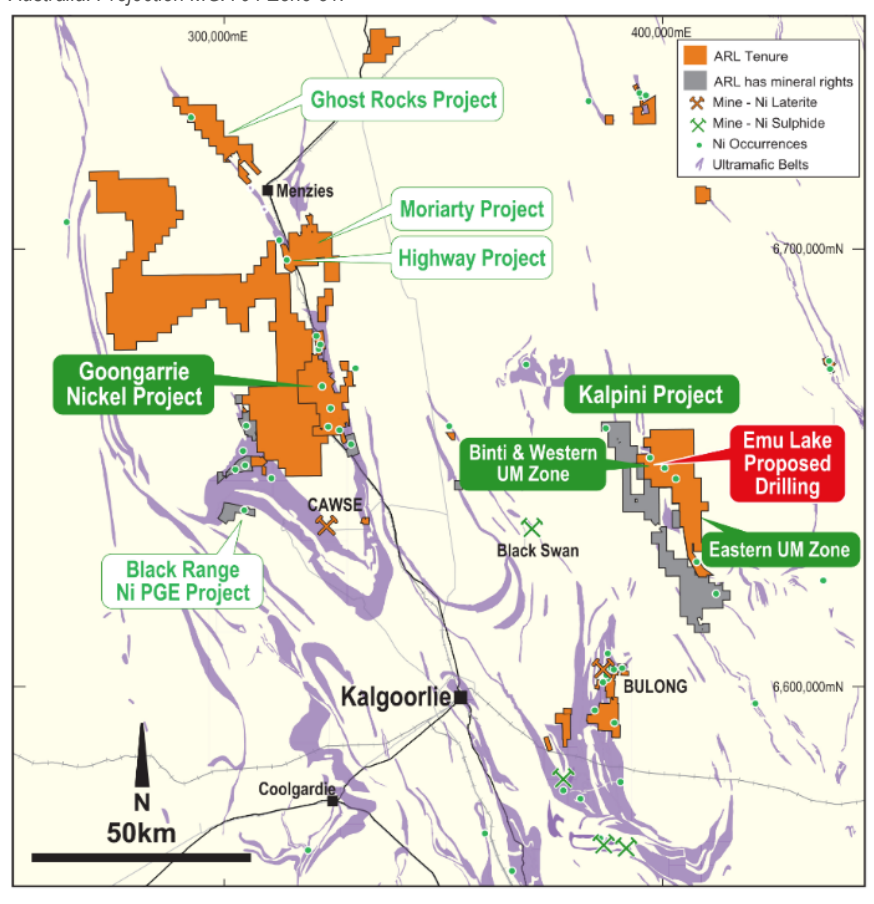 300,000mE
400,000mE
ARL Tenure
ARL has mineral rights
Mine - Ni Laterite
Mine - Ni Sulphide
Ni Occurrences
Ultramafic Belts
Ghost Rocks Project
Menzies
Moriarty Project
Highway Project
6,700,000mN
Goongarrie
Nickel Project
Kalpini Project
Binti & Western
UM Zone
Emu Lake
Proposed
Drilling
CAWSE
Black Swan
Eastern UM Zone
Black Range
Ni PGE Project
BULONG
6,600,000mN
Kalgoorlie
Coolgardie
N
50km